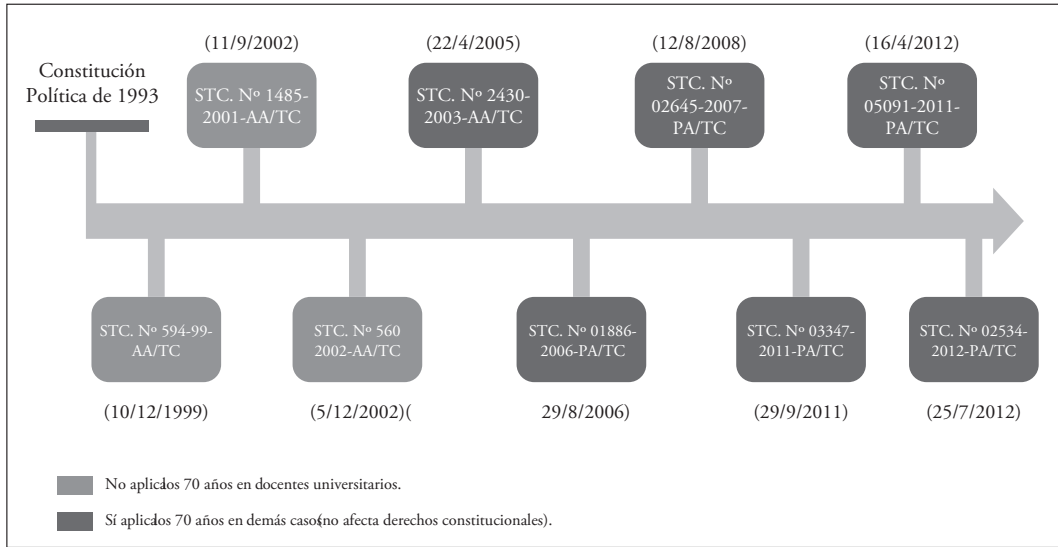 (11/9/2002)
(22/4/2005)
(12/8/2008)
(16/4/2012)
Constitución
Política de 1993
STC. Nº 1485-
2001-AA/TC
STC. Nº 2430-
2003-AA/TC
STC. Nº
02645-2007-
PA/TC
STC. Nº
05091-2011-
PA/TC
STC. Nº 594-99-
AA/TC
STC. Nº 560
2002-AA/TC
STC. Nº 01886-
2006-PA/TC
STC. Nº 03347-
2011-PA/TC
STC. Nº 02534-
2012-PA/TC
(10/12/1999)
(5/12/2002)(
29/8/2006)
(29/9/2011)
(25/7/2012)
No aplica los 70 años en docentes universitarios.
Sí aplica los 70 años en demás casos (no afecta derechos constitucionales).